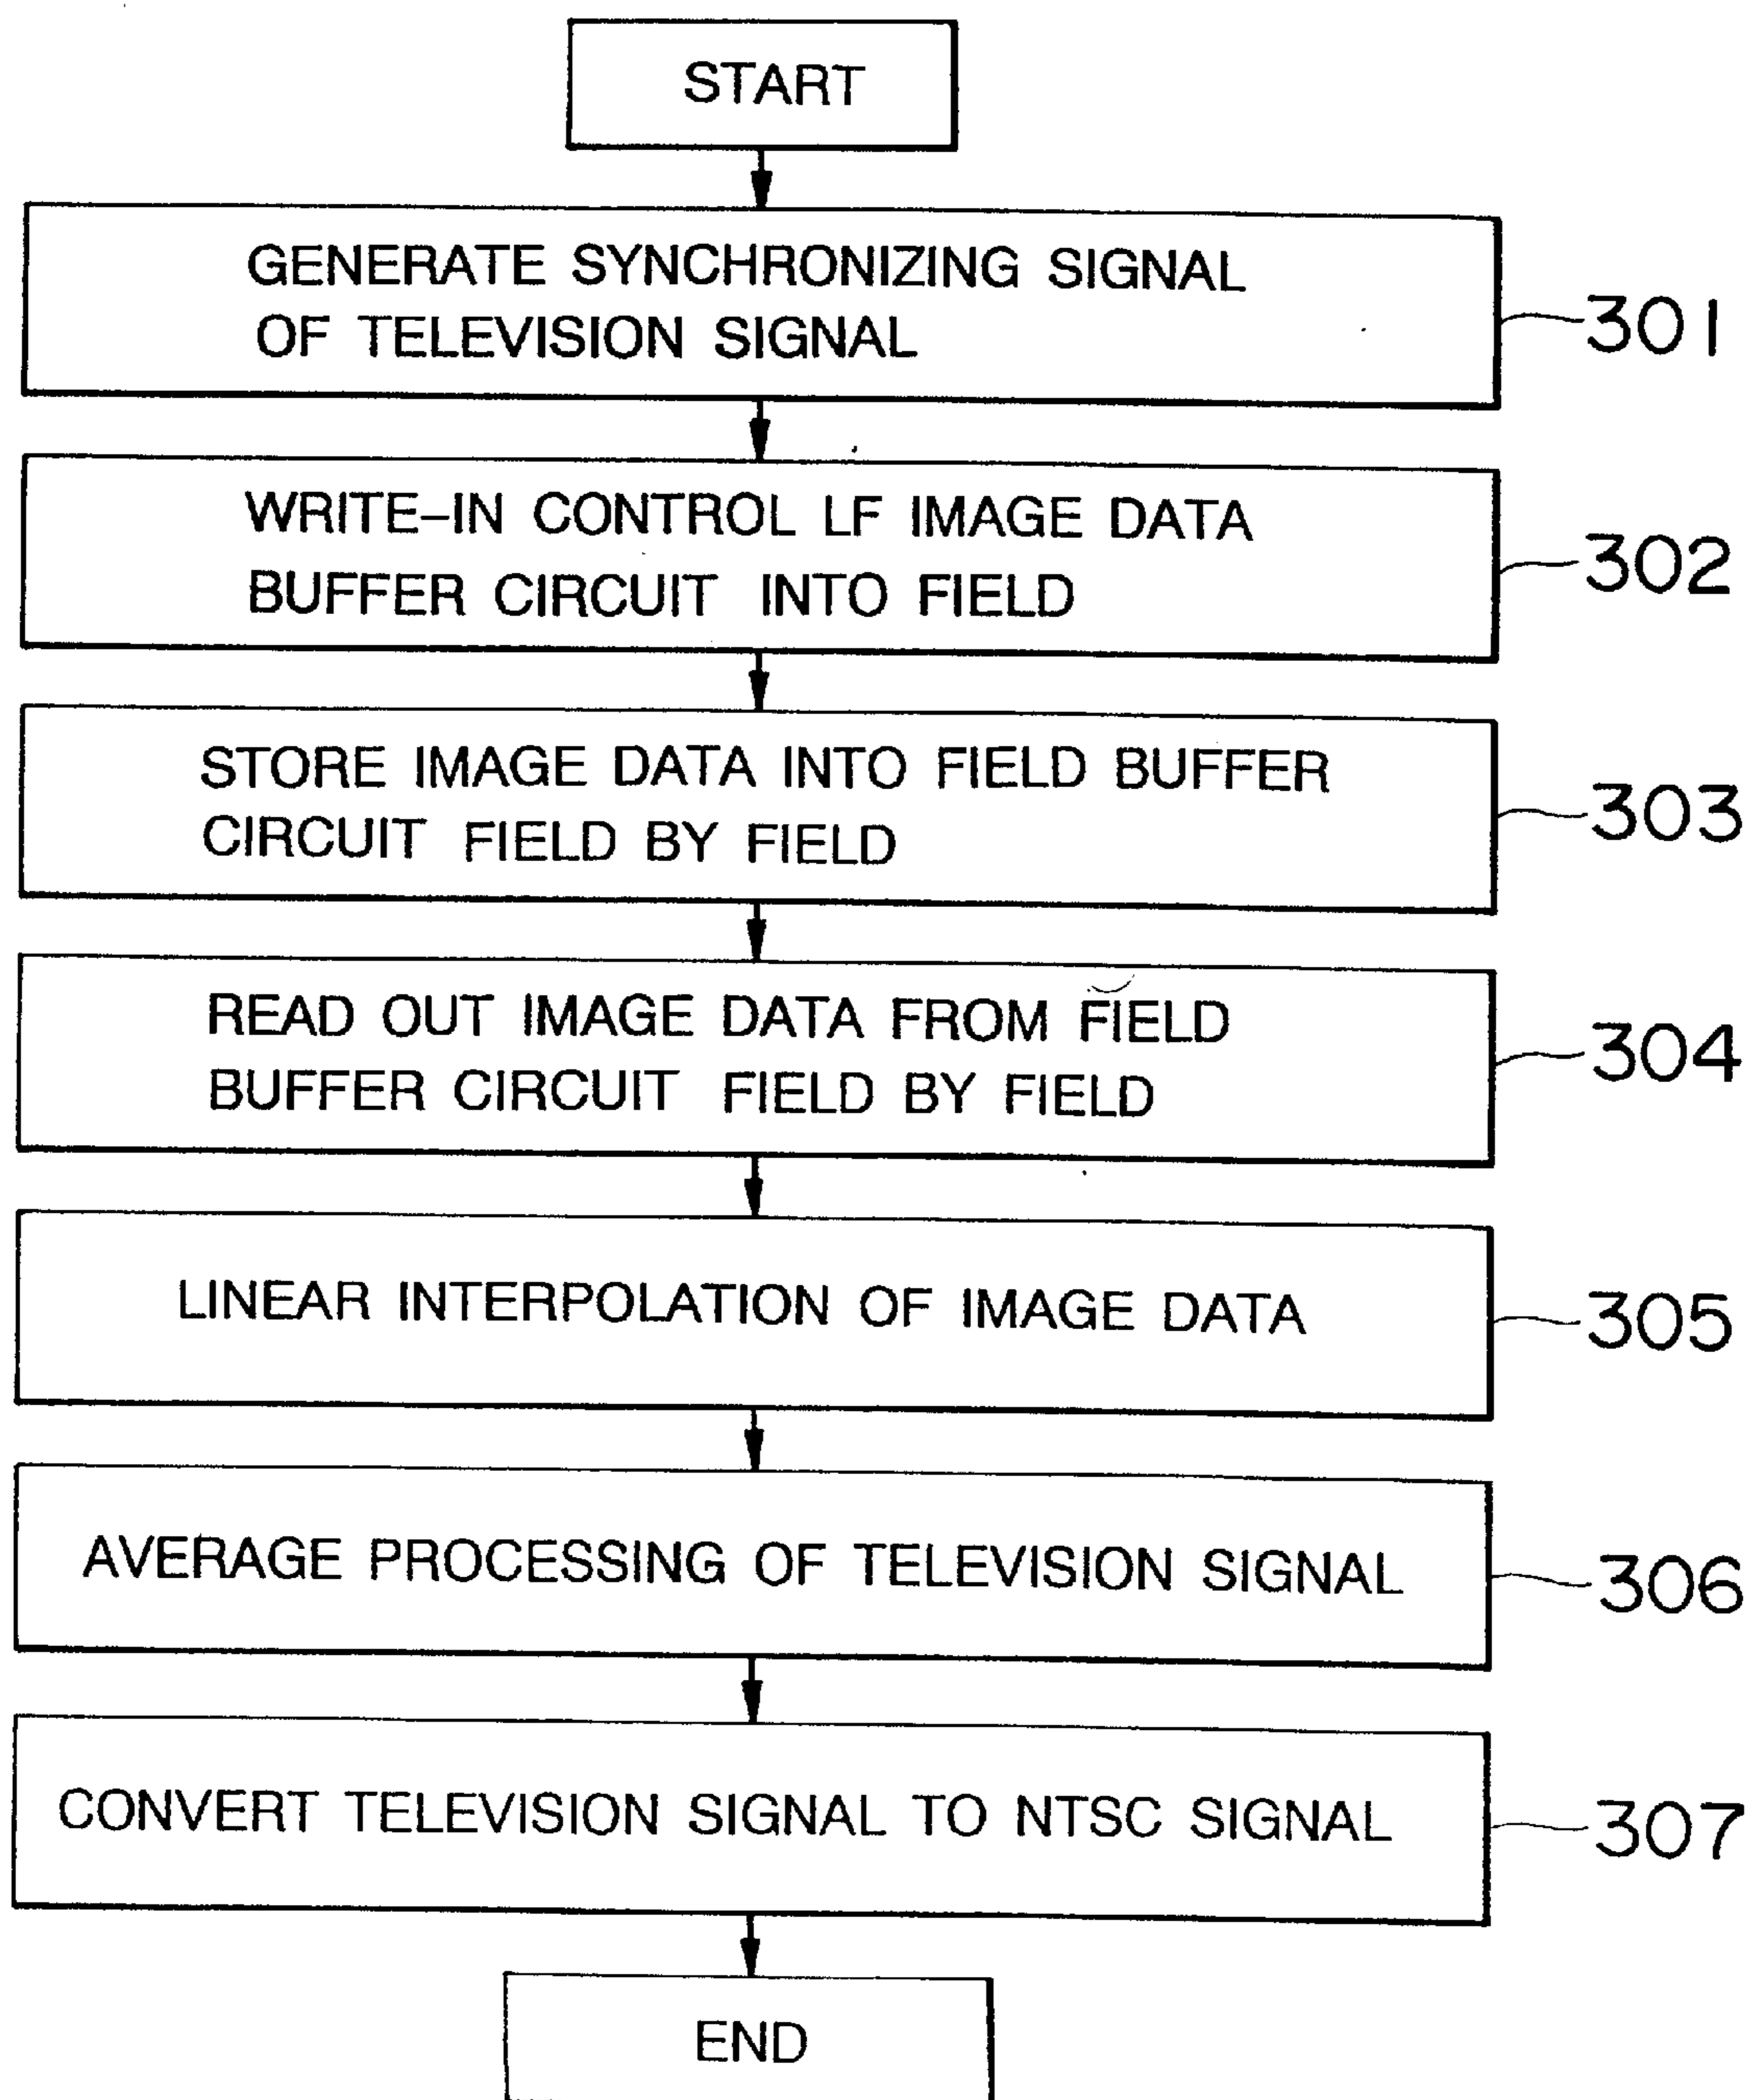 START
GENERATE SYNCHRONIZING SIGNAL
OF TELEVISION SIGNAL
301
WRITE-IN CONTROL LF IMAGE DATA
BUFFER CIRCUIT INTO FIELD
302
STORE IMAGE DATA INTO FIELD BUFFER
CIRCUIT FIELD BY FIELD
303
READ OUT IMAGE DATA FROM FIELD
BUFFER CIRCUIT FIELD BY FIELD
304
LINEAR INTERPOLATION OF IMAGE DATA
305
AVERAGE PROCESSING OF TELEVISION SIGNAL
306
CONVERT TELEVISION SIGNAL TO NTSC SIGNAL
307
END